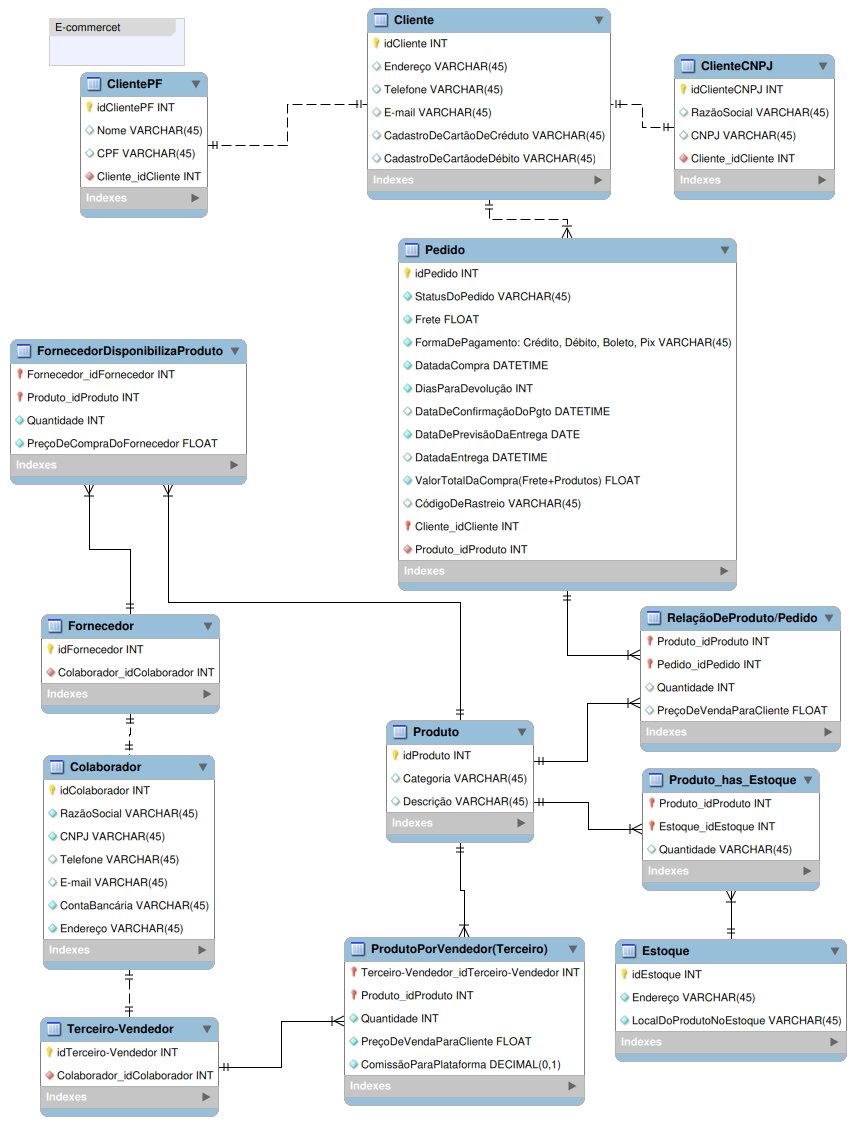 E-commercet
Cliente
idCliente INT
Endereço VARCHAR(45)
Telefone VARCHAR(45)
E-mail VARCHAR(45)
CadastroDeCartãoDeCréduto VARCHAR(45)
CadastroDeCartãodeDébito VARCHAR(45)
Indexes
ClientePF
idClientePF INT
Nome VARCHAR(45)
CPF VARCHAR(45)
Cliente_idCliente INT
Indexes
ClienteCNPJ
idClienteCNPJ INT
RazãoSocial VARCHAR(45)
CNPJ VARCHAR(45)
Cliente_idCliente INT
Indexes
Pedido
idPedido INT
StatusDoPedido VARCHAR(45)
Frete FLOAT
FormaDePagamento: Crédito, Débito, Boleto, Pix VARCHAR(45)
DatadaCompra DATETIME
DiasParaDevolução INT
DataDeConfirmaçãoDoPgto DATETIME
DataDePrevisãoDaEntrega DATE
DatadaEntrega DATETIME
ValorTotalDaCompra(Frete+Produtos) FLOAT
CódigoDeRastreio VARCHAR(45)
Cliente_idCliente INT
Produto_idProduto INT
Indexes
FornecedorDisponibilizaProduto
Fornecedor_idFornecedor INT
Produto_idProduto INT
Quantidade INT
PreçoDeCompraDoFornecedor FLOAT
Indexes
Fornecedor
idFornecedor INT
Colaborador_idColaborador INT
Indexes
RelaçãoDeProduto/Pedido
Produto_idProduto INT
Pedido_idPedido INT
Quantidade INT
PreçoDeVendaParaCliente FLOAT
Indexes
Produto
idProduto INT
Categoria VARCHAR(45)
Descrição VARCHAR(45)
Indexes
Colaborador
idColaborador INT
RazãoSocial VARCHAR(45)
CNPJ VARCHAR(45)
Telefone VARCHAR(45)
E-mail VARCHAR(45)
ContaBancária VARCHAR(45)
Endereço VARCHAR(45)
Indexes
Produto_has_Estoque
Produto_idProduto INT
Estoque_idEstoque INT
Quantidade VARCHAR(45)
Indexes
ProdutoPorVendedor(Terceiro)
Terceiro-Vendedor_idTerceiro-Vendedor INT
Produto_idProduto INT
Quantidade INT
PreçoDeVendaParaCliente FLOAT
ComissãoParaPlataforma DECIMAL(0,1)
Indexes
Estoque
idEstoque INT
Endereço VARCHAR(45)
LocalDoProdutoNoEstoque VARCHAR(45)
Indexes
Terceiro-Vendedor
idTerceiro-Vendedor INT
Colaborador_idColaborador INT
Indexes